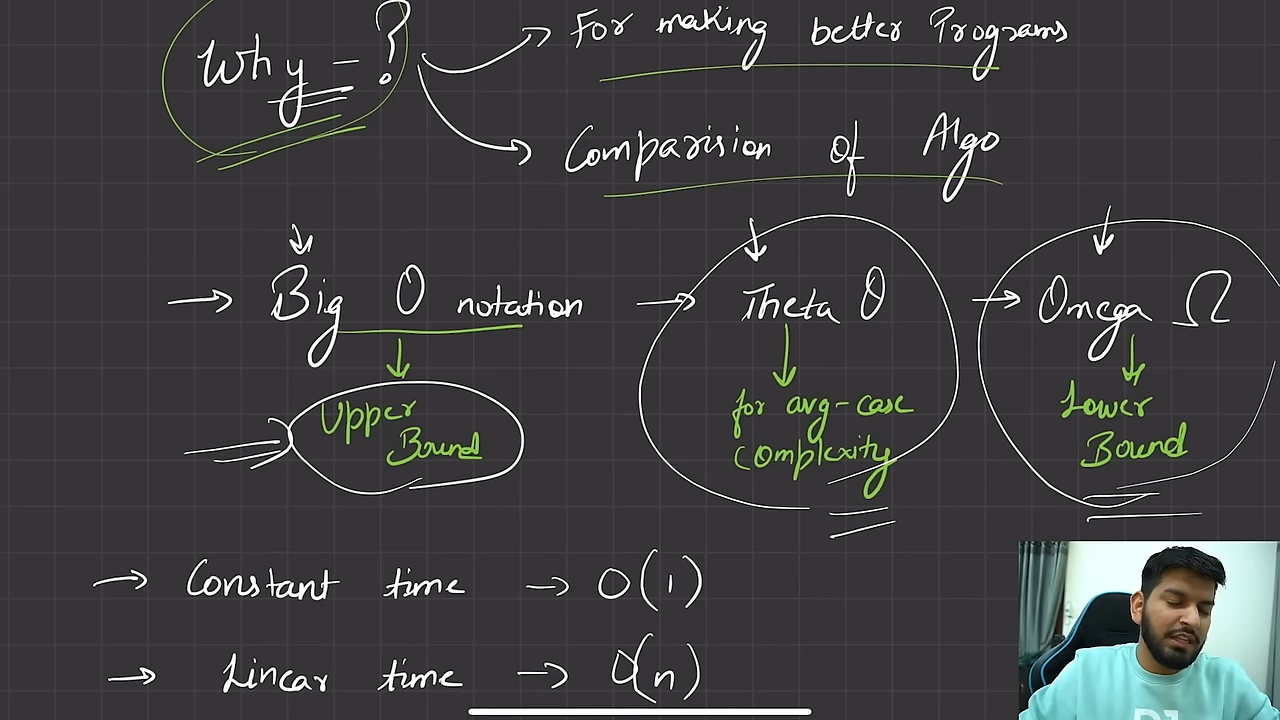 Why - ?
→ For making better Programs
→ Comparision of Algo
→ Big O notation
→ Theta θ
→ Omega Ω
Upper
Bound
for avg-case
complexity
Lower
Bound
→ Constant time → O(1)
→ Linear time → O(n)